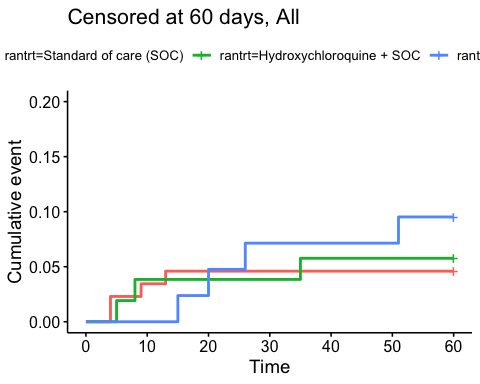 Censored at 60 days, All
rantrt=Standard of care (SOC) rantrt=Hydroxychloroquine + SOC rant
0.20
0.15
0.10
0.05
0.00
Cumulative event
0 10 20 30 40 50 60
Time